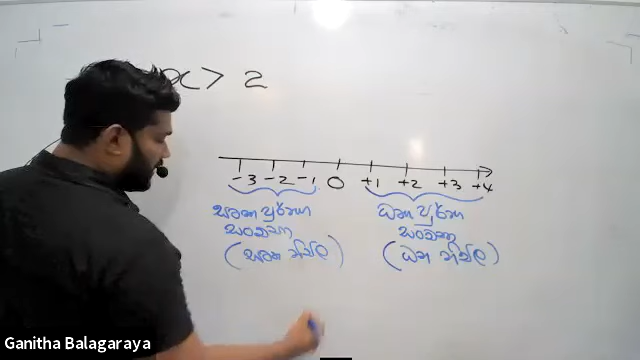 x > 2
-3 -2 -1 0 +1 +2 +3 +4
සෘණ පූර්ණ ධන පූර්ණ
සංඛ්‍යා සංඛ්‍යා
(සෘණ නිඛිල) (ධන නිඛිල)
Ganitha Balagaraya